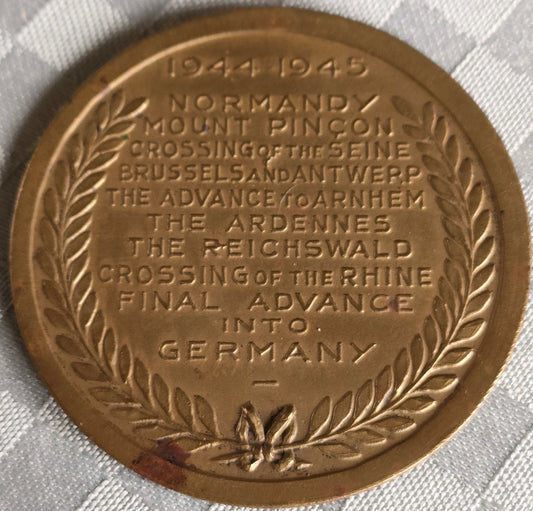 1944-1945
NORMANDY
MOUNT PINÇON
CROSSING OF THE SEINE
BRUSSELS AND ANTWERP
THE ADVANCE TO ARNHEM
THE ARDENNES
THE REICHSWALD
CROSSING OF THE RHINE
FINAL ADVANCE
INTO
GERMANY